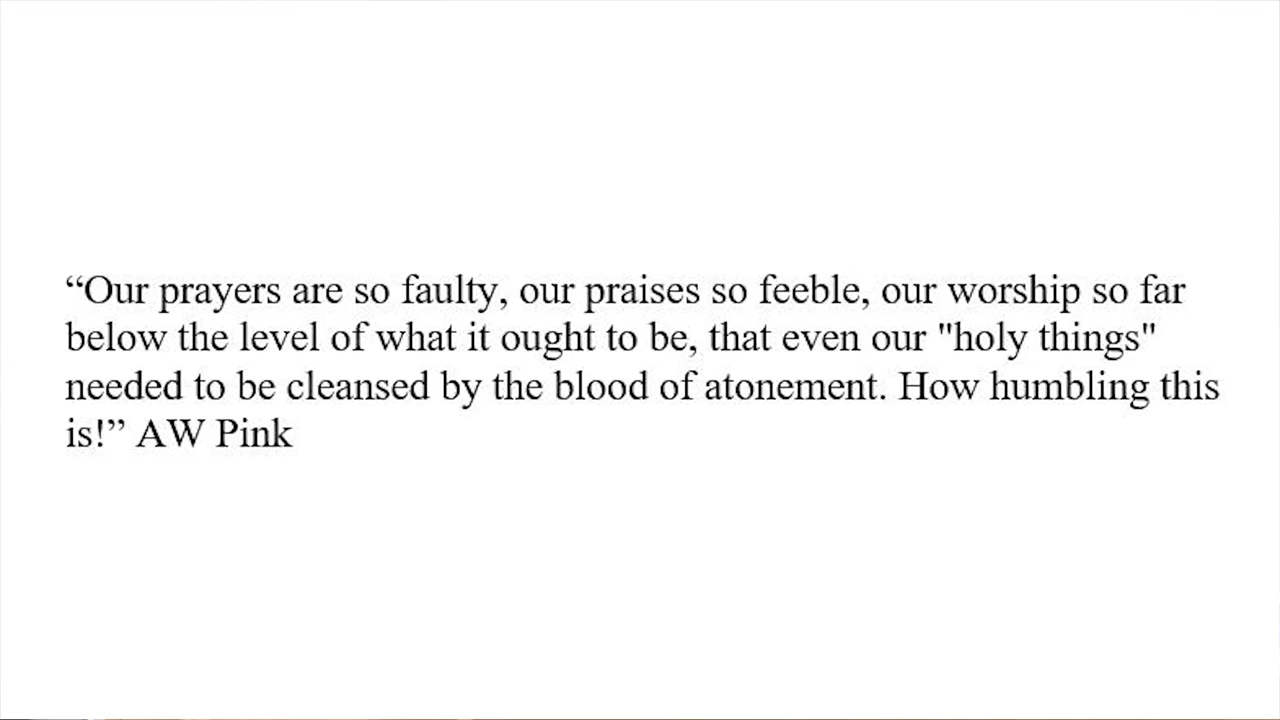 “Our prayers are so faulty, our praises so feeble, our worship so far
below the level of what it ought to be, that even our "holy things"
needed to be cleansed by the blood of atonement. How humbling this
is!” AW Pink